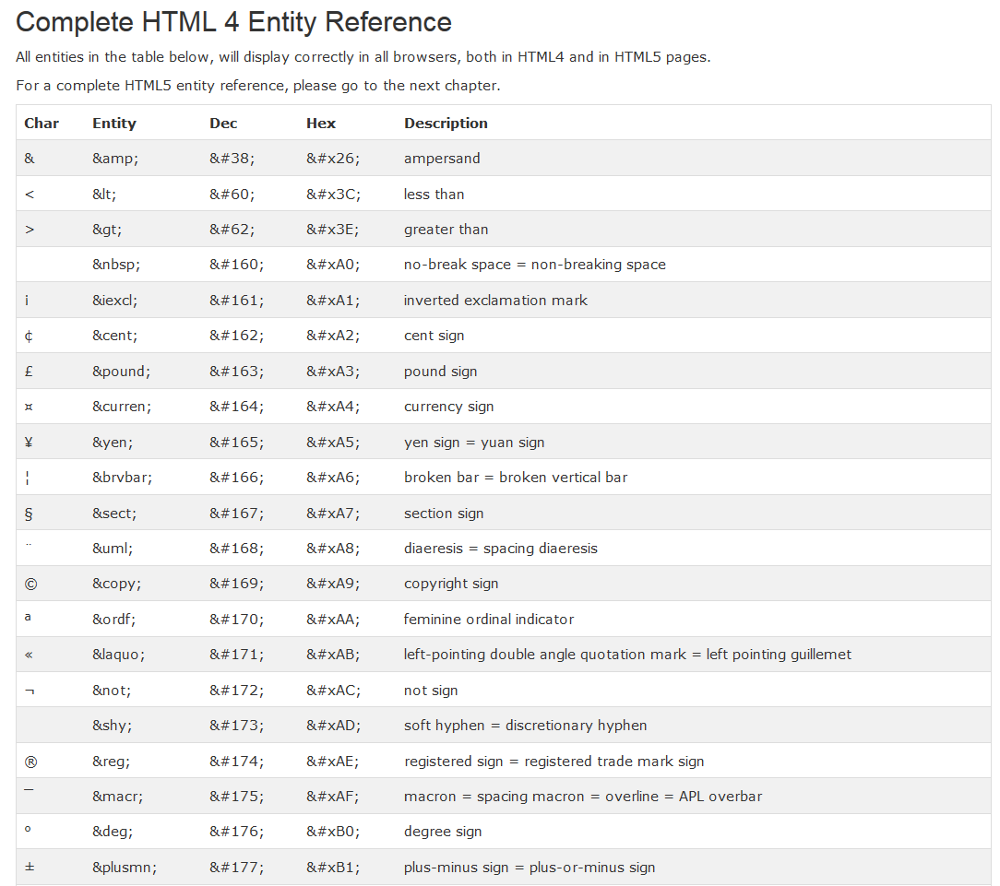 Complete HTML 4 Entity Reference
All entities in the table below, will display correctly in all browsers, both in HTML4 and in HTML5 pages.
For a complete HTML5 entity reference, please go to the next chapter.
Char Entity Dec Hex Description
& &amp; &#38; &#x26; ampersand
< &lt; &#60; &#x3C; less than
> &gt; &#62; &#x3E; greater than
&nbsp; &#160; &#xA0; no-break space = non-breaking space
¡ &iexcl; &#161; &#xA1; inverted exclamation mark
¢ &cent; &#162; &#xA2; cent sign
£ &pound; &#163; &#xA3; pound sign
¤ &curren; &#164; &#xA4; currency sign
¥ &yen; &#165; &#xA5; yen sign = yuan sign
¦ &brvbar; &#166; &#xA6; broken bar = broken vertical bar
§ &sect; &#167; &#xA7; section sign
¨ &uml; &#168; &#xA8; diaeresis = spacing diaeresis
© &copy; &#169; &#xA9; copyright sign
ª &ordf; &#170; &#xAA; feminine ordinal indicator
« &laquo; &#171; &#xAB; left-pointing double angle quotation mark = left pointing guillemet
¬ &not; &#172; &#xAC; not sign
&shy; &#173; &#xAD; soft hyphen = discretionary hyphen
® &reg; &#174; &#xAE; registered sign = registered trade mark sign
¯ &macr; &#175; &#xAF; macron = spacing macron = overline = APL overbar
° &deg; &#176; &#xB0; degree sign
± &plusmn; &#177; &#xB1; plus-minus sign = plus-or-minus sign